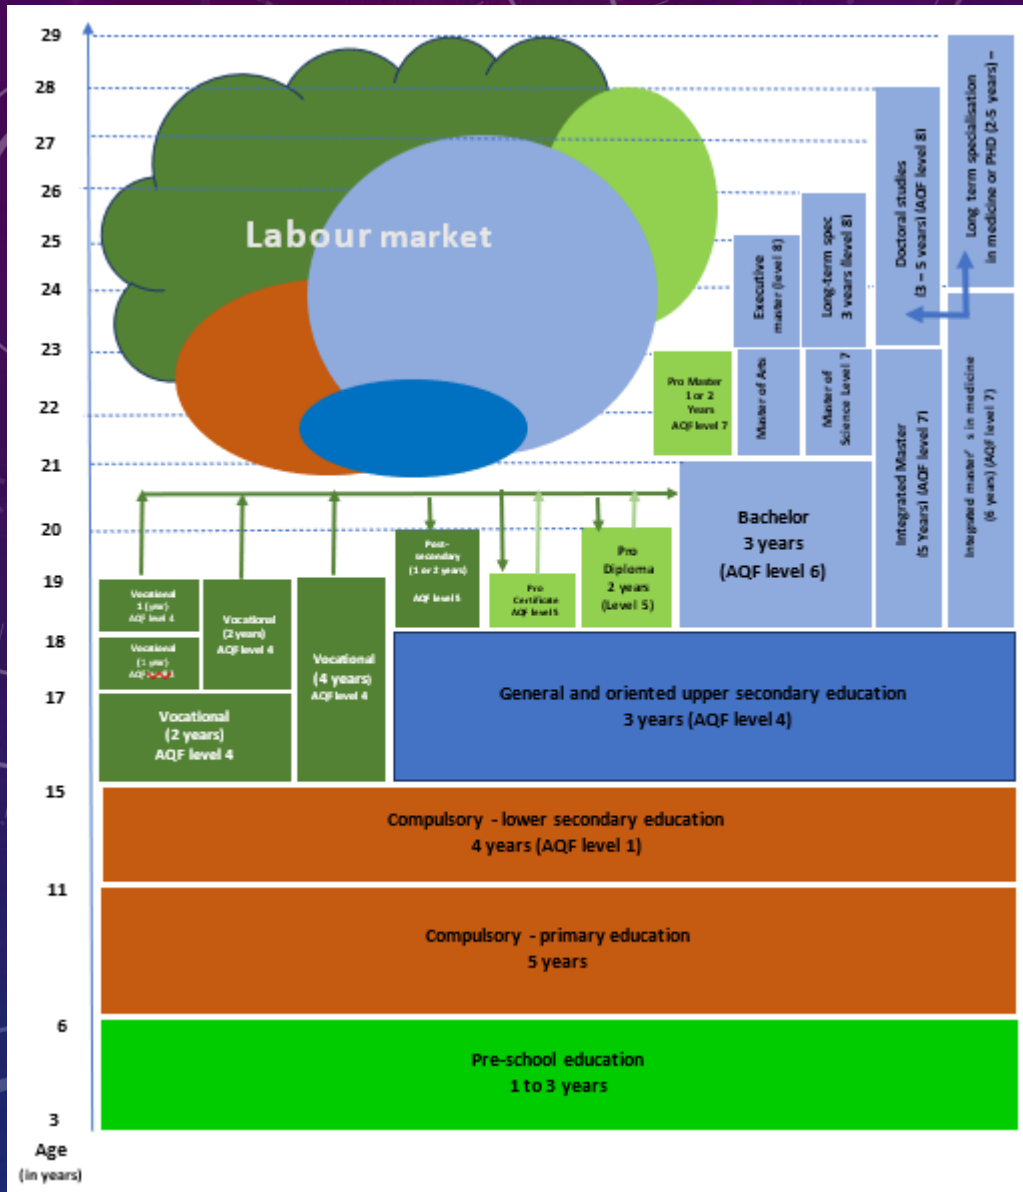 29
28
27
26
25
24
23
22
21
20
19
18
17
15
11
6
3
Age
(in years)
Labour market
Long term specialisation
in medicine or PHD (2-5 years) –
Doctoral studies
(3 – 5 years) (AQF level 8)
Long-term spec
3 years (level 8)
Executive
master (level 8)
Pro Master
1 or 2
Years
AQF level 7
Master of Arts
Master of
Science Level 7
Integrated Master
(5 Years) (AQF level 7)
Integrated master' s in medicine
(6 years) (AQF level 7)
Bachelor
3 years
(AQF level 6)
Post-
secondary
(1 or 2 years)
AQF level 5
Pro
Certificate
AQF level 5
Pro
Diploma
2 years
(Level 5)
Vocational
1 (year)
AQF level 4
Vocational
(1 year)
AQF
Vocational
(2 years)
AQF level 4
Vocational
(4 years)
AQF level 4
Vocational
(2 years)
AQF level 4
General and oriented upper secondary education
3 years (AQF level 4)
Compulsory - lower secondary education
4 years (AQF level 1)
Compulsory - primary education
5 years
Pre-school education
1 to 3 years